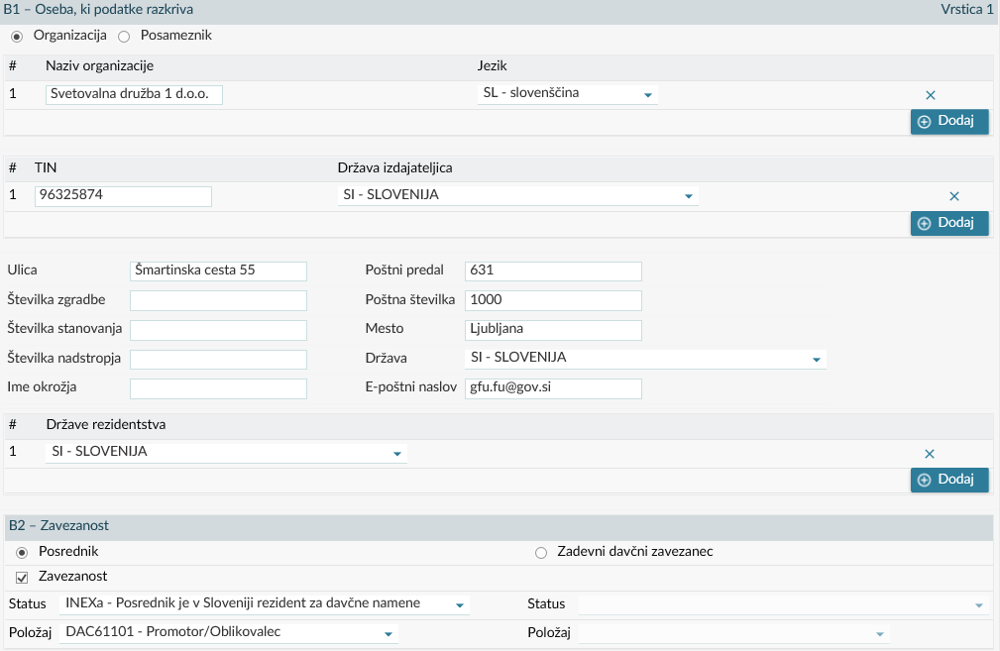 B1 – Oseba, ki podatke razkriva Vrstica 1
Organizacija Posameznik
# Naziv organizacije Jezik
1 Svetovalna družba 1 d.o.o. SL - slovenščina
Dodaj
# TIN Država izdajateljica
1 96325874 SI - SLOVENIJA
Dodaj
Ulica Šmartinska cesta 55 Poštni predal 631
Številka zgradbe Poštna številka 1000
Številka stanovanja Mesto Ljubljana
Številka nadstropja Država SI - SLOVENIJA
Ime okrožja E-poštni naslov gfu.fu@gov.si
# Države rezidentstva
1 SI - SLOVENIJA
Dodaj
B2 – Zavezanost
Posrednik Zadevni davčni zavezanec
Zavezanost
Status INEXa - Posrednik je v Sloveniji rezident za davčne namene Status
Položaj DAC61101 - Promotor/Oblikovalec Položaj